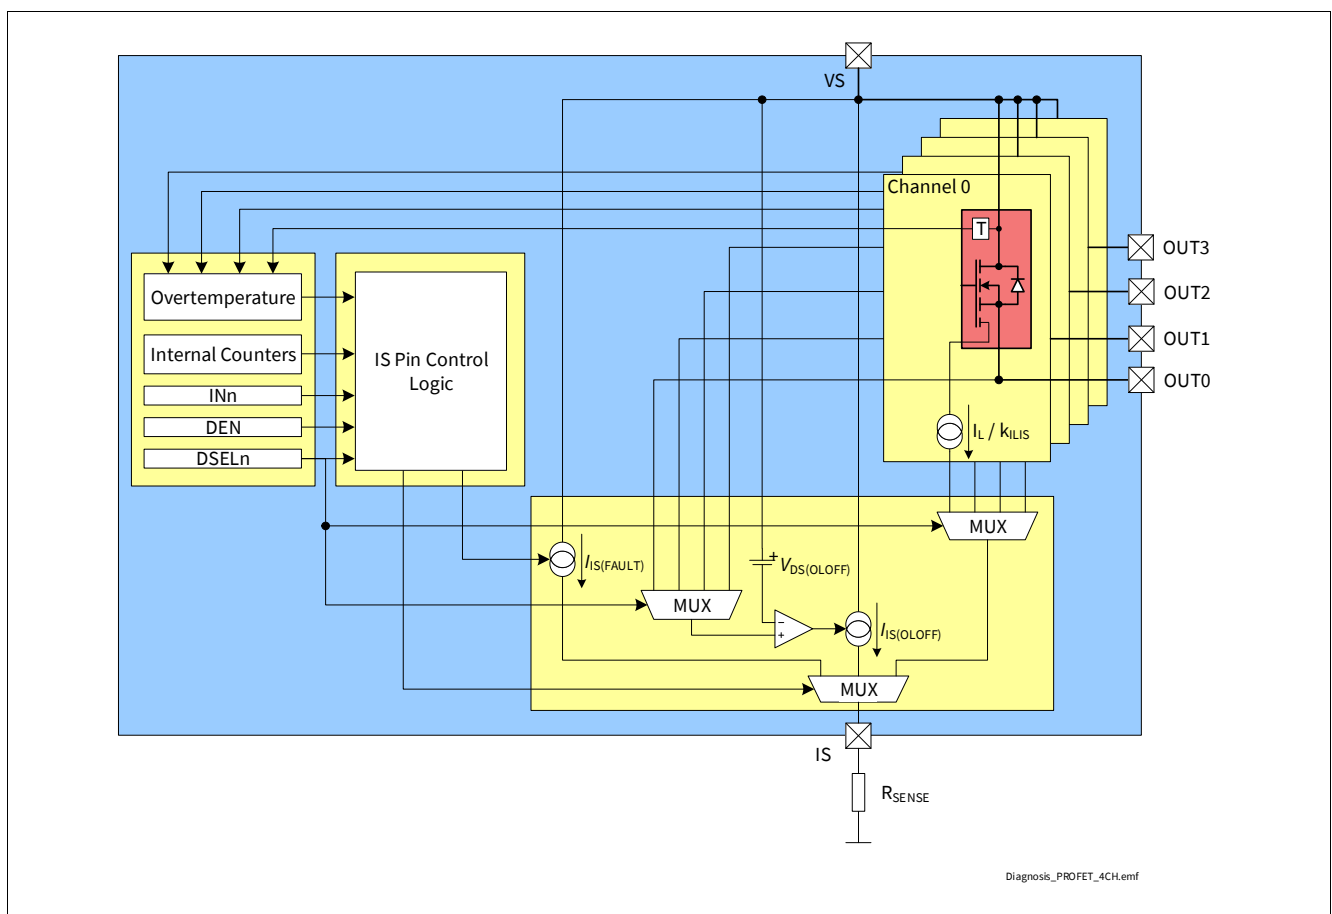 VS
Channel 0
T
OUT3
OUT2
OUT1
OUT0
Overtemperature
Internal Counters
INn
DEN
DSELn
IS Pin Control
Logic
IL / kILIS
MUX
IIS(FAULT)
+
VDS(OLOFF)
MUX
−
+
IIS(OLOFF)
MUX
IS
RSENSE
Diagnosis_PROFET_4CH.emf